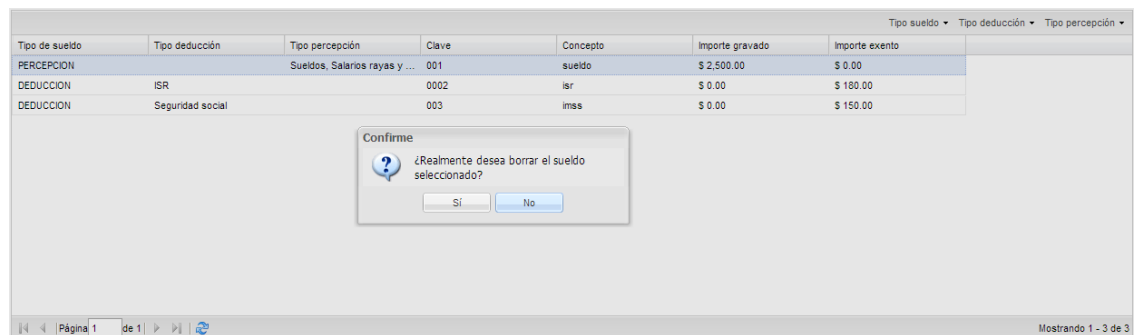 Tipo sueldo Tipo deducción Tipo percepción
Tipo de sueldo Tipo deducción Tipo percepción Clave Concepto Importe gravado Importe exento
PERCEPCION Sueldos, Salarios rayas y ... 001 sueldo $ 2,500.00 $ 0.00
DEDUCCION ISR 0002 isr $ 0.00 $ 180.00
DEDUCCION Seguridad social 003 imss $ 0.00 $ 150.00
Confirme
¿Realmente desea borrar el sueldo
seleccionado?
Sí No
Página 1 de 1 Mostrando 1 - 3 de 3